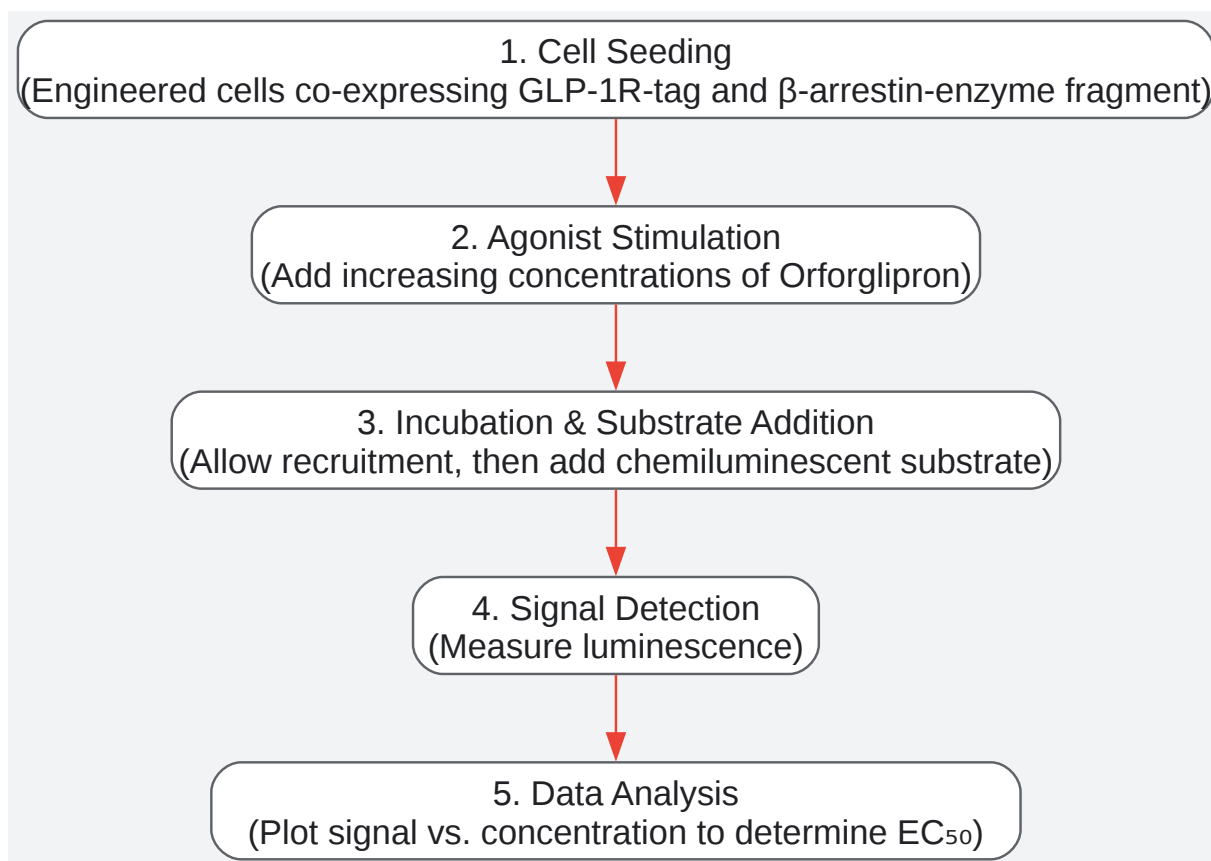 1. Cell Seeding
(Engineered cells co-expressing GLP-1R-tag and β-arrestin-enzyme fragment)
2. Agonist Stimulation
(Add increasing concentrations of Orforglipron)
3. Incubation & Substrate Addition
(Allow recruitment, then add chemiluminescent substrate)
4. Signal Detection
(Measure luminescence)
5. Data Analysis
(Plot signal vs. concentration to determine EC₅₀)